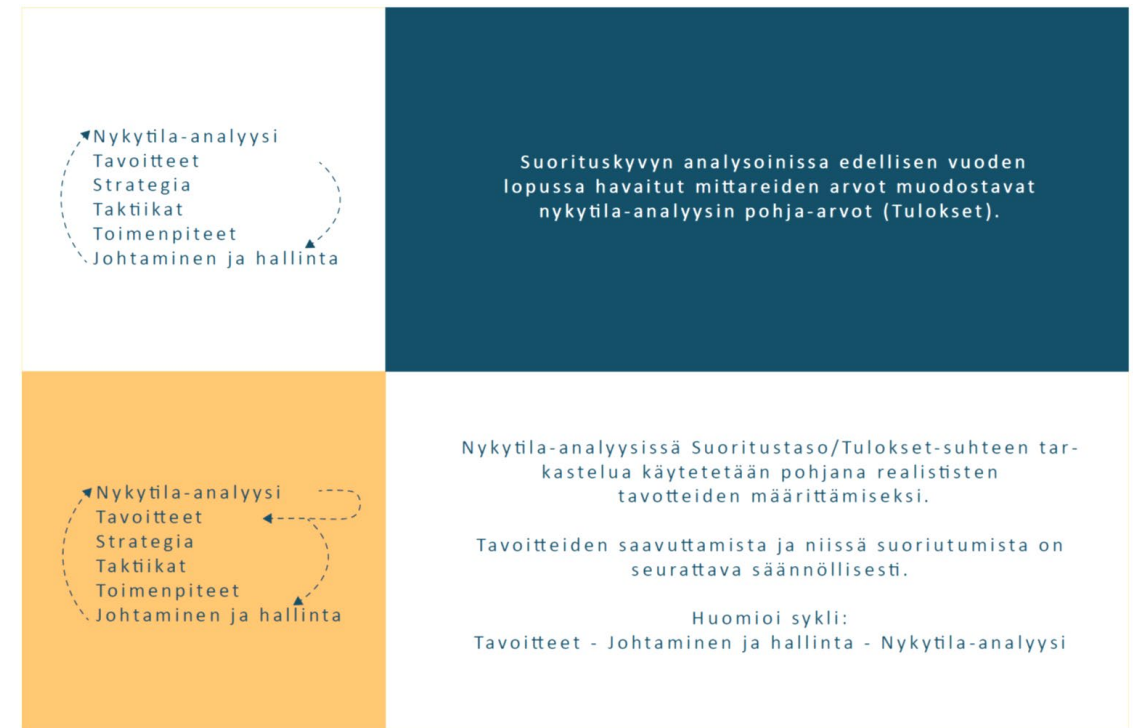 Nykytila-analyysi
Tavoitteet
Strategia
Taktiikat
Toimenpiteet
Johtaminen ja hallinta
Suorituskyvyn analysoinissa edellisen vuoden
lopussa havaitut mittareiden arvot muodostavat
nykytila-analyysin pohja-arvot (Tulokset).
Nykytila-analyysi
Tavoitteet
Strategia
Taktiikat
Toimenpiteet
Johtaminen ja hallinta
Nykytila-analyysissä Suoritustaso/Tulokset-suhteen tar-
kastelua käytetetään pohjana realististen
tavotteiden määrittämiseksi.
Tavoitteiden saavuttamista ja niissä suoriutumista on
seurattava säännöllisesti.
Huomioi sykli:
Tavoitteet - Johtaminen ja hallinta - Nykytila-analyysi